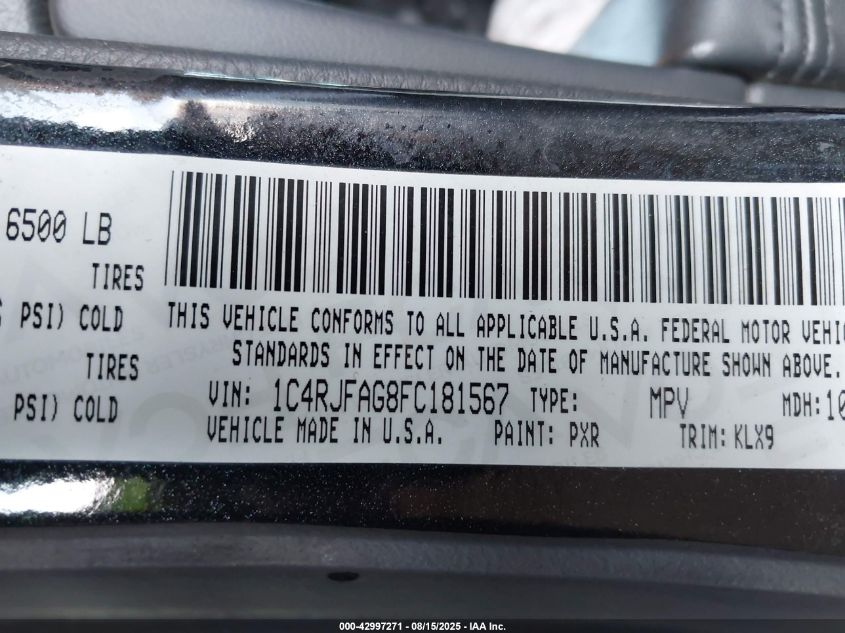 6500 LB
TIRES
PSI) COLD
THIS VEHICLE CONFORMS TO ALL APPLICABLE U.S.A. FEDERAL MOTOR
STANDARDS IN EFFECT ON THE DATE OF MANUFACTURE SHOWN ABOVE.
TIRES
VIN: 1C4RJFAG8FC181567 TYPE: MPV MDH: 10
PSI) COLD
VEHICLE MADE IN U.S.A. PAINT: PXR TRIM: KLX9
000-42997271 - 08/15/2025 - IAA Inc.